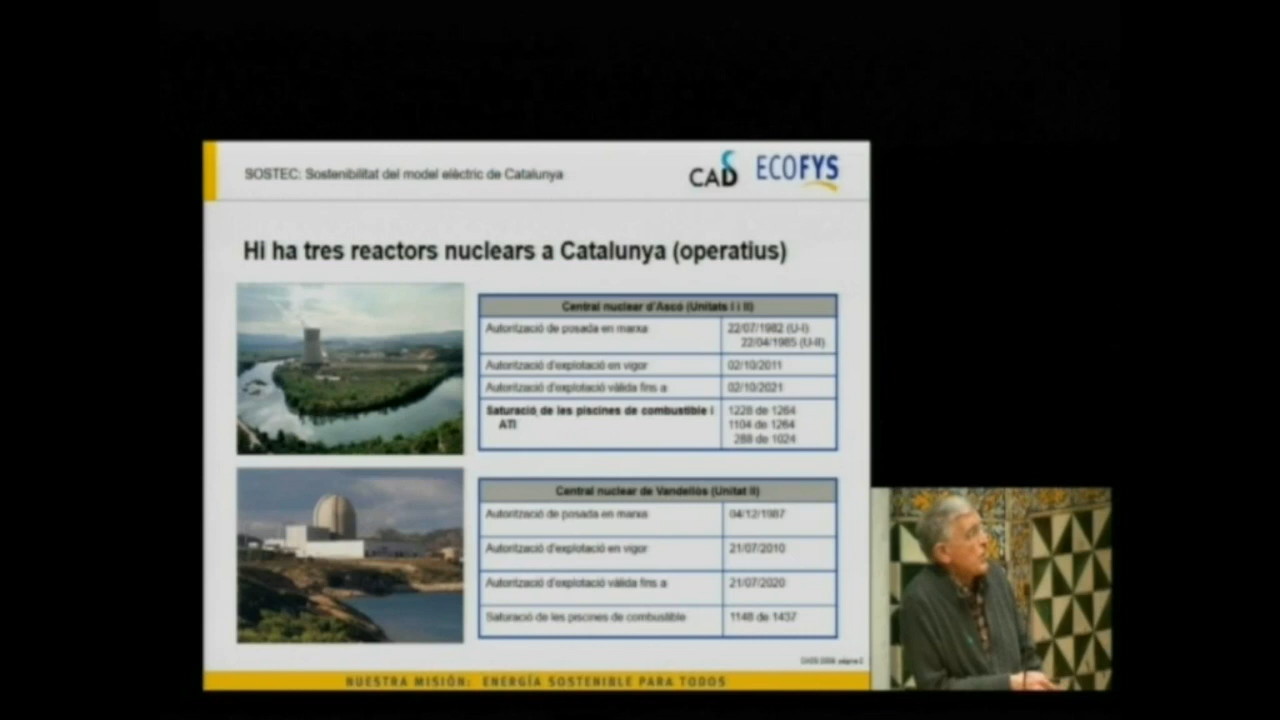 SOSTEC: Sostenibilitat del model elèctric de Catalunya
CADS
ECOFYS
Hi ha tres reactors nuclears a Catalunya (operatius)
Central nuclear d'Ascó (Unitats I i II)
Autorització de posada en marxa 22/07/1982 (U-I)
22/04/1985 (U-II)
Autorització d'explotació en vigor 02/10/2011
Autorització d'explotació vàlida fins a 02/10/2021
Saturació de les piscines de combustible i 1228 de 1264
ATI 1104 de 1264
288 de 1024
Central nuclear de Vandellòs (Unitat II)
Autorització de posada en marxa 04/12/1987
Autorització d'explotació en vigor 21/07/2010
Autorització d'explotació vàlida fins a 21/07/2020
Saturació de les piscines de combustible 1148 de 1437
NUESTRA MISIÓN: ENERGÍA SOSTENIBLE PARA TODOS